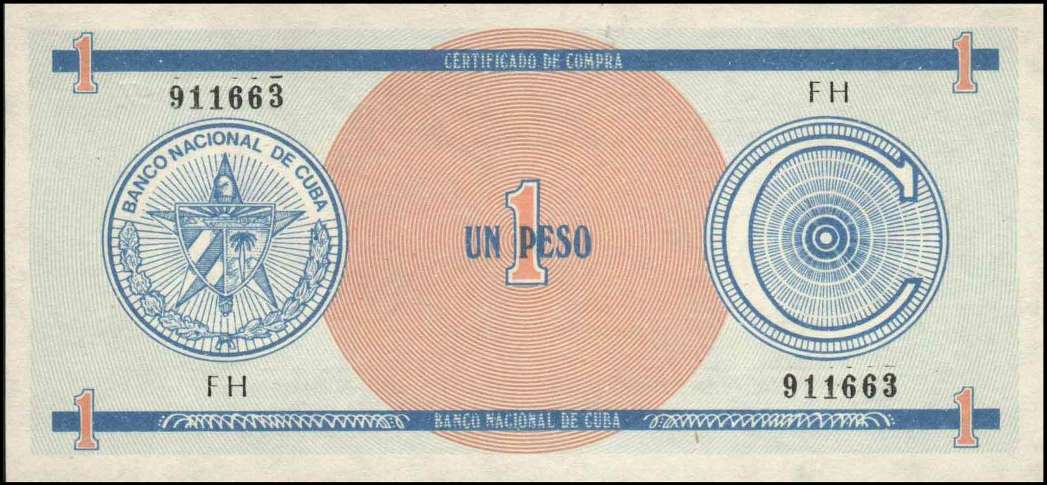 1 CERTIFICADO DE COMPRA 1
911663 FH
BANCO NACIONAL DE CUBA
C
1
UN PESO
FH 911663
1 BANCO NACIONAL DE CUBA 1